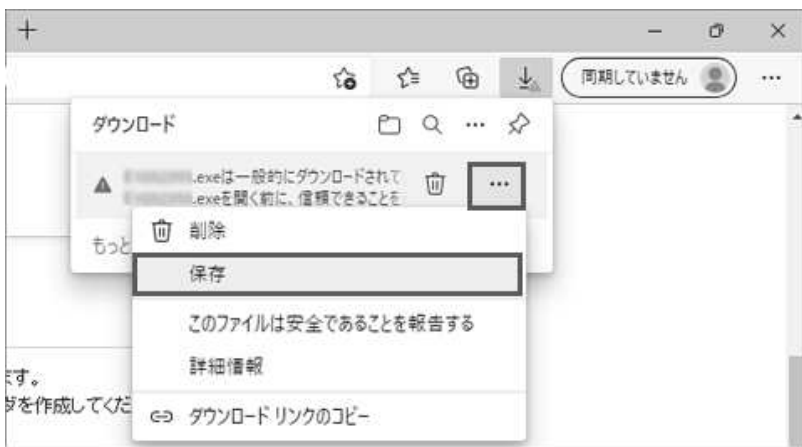 同期していません
ダウンロード
.exeは一般的にダウンロードされて
.exeを開く前に、信頼できることを
もっと
削除
保存
このファイルは安全であることを報告する
詳細情報
ダウンロード リンクのコピー
ます。
ダを作成してくだ